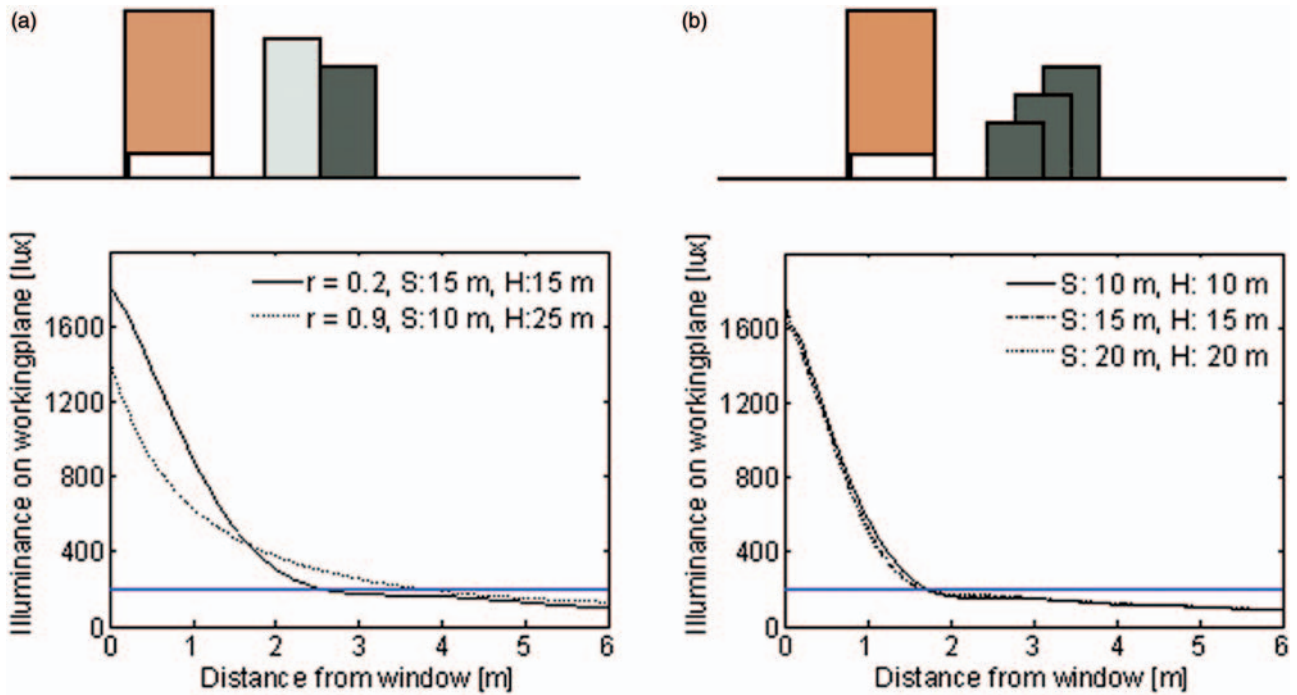 (a)
(b)
Illuminance on workingplane [lux]
1600
1200
800
400
0
0 1 2 3 4 5 6
Distance from window [m]
r = 0.2, S:15 m, H:15 m
r = 0.9, S:10 m, H:25 m
Illuminance on workingplane [lux]
1600
1200
800
400
0
0 1 2 3 4 5 6
Distance from window [m]
S: 10 m, H: 10 m
S: 15 m, H: 15 m
S: 20 m, H: 20 m